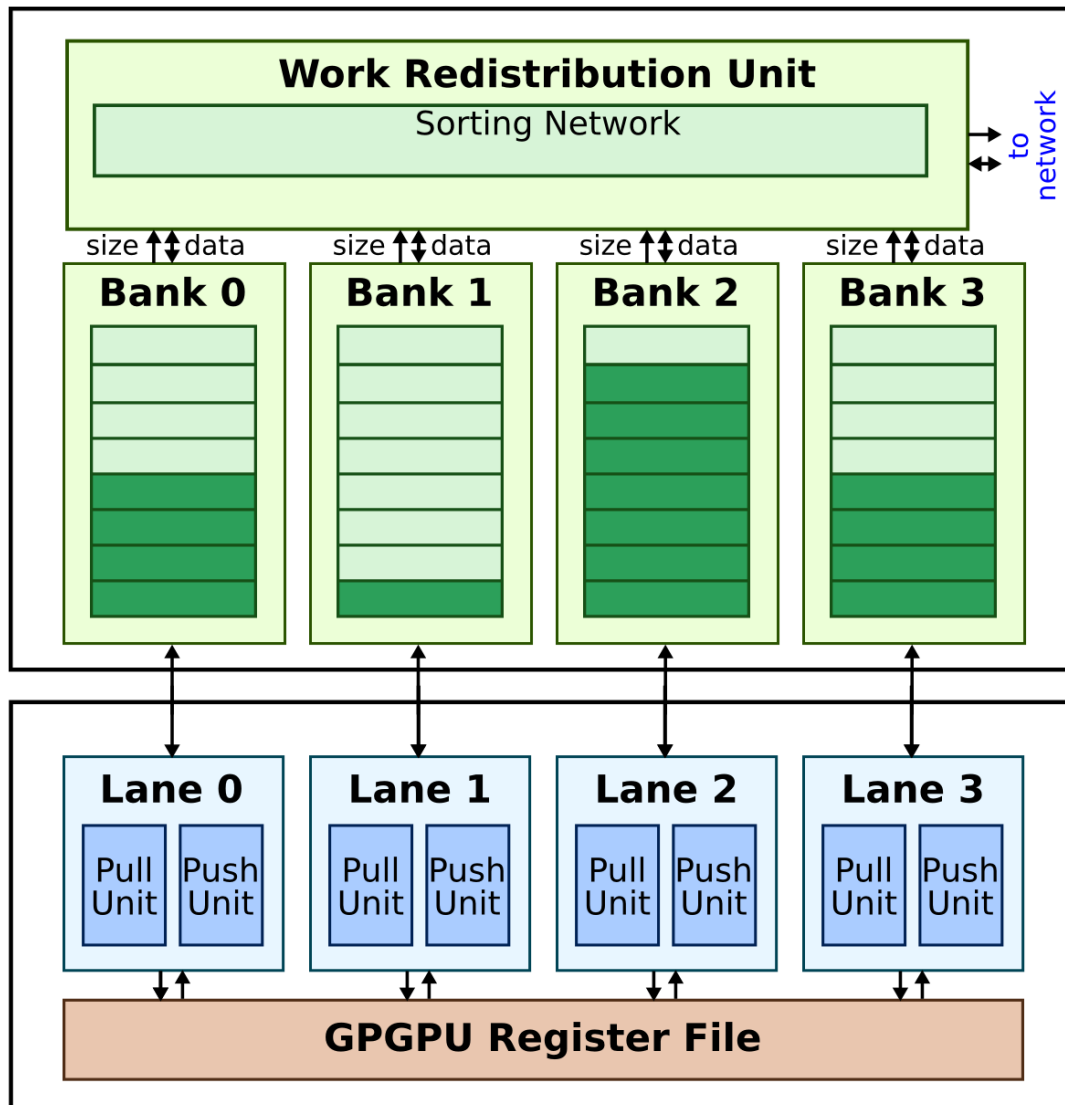 Work Redistribution Unit
Sorting Network
to
network
size data size data size data size data
Bank 0 Bank 1 Bank 2 Bank 3
Lane 0 Lane 1 Lane 2 Lane 3
Pull Push Pull Push Pull Push Pull Push
Unit Unit Unit Unit Unit Unit Unit Unit
GPGPU Register File